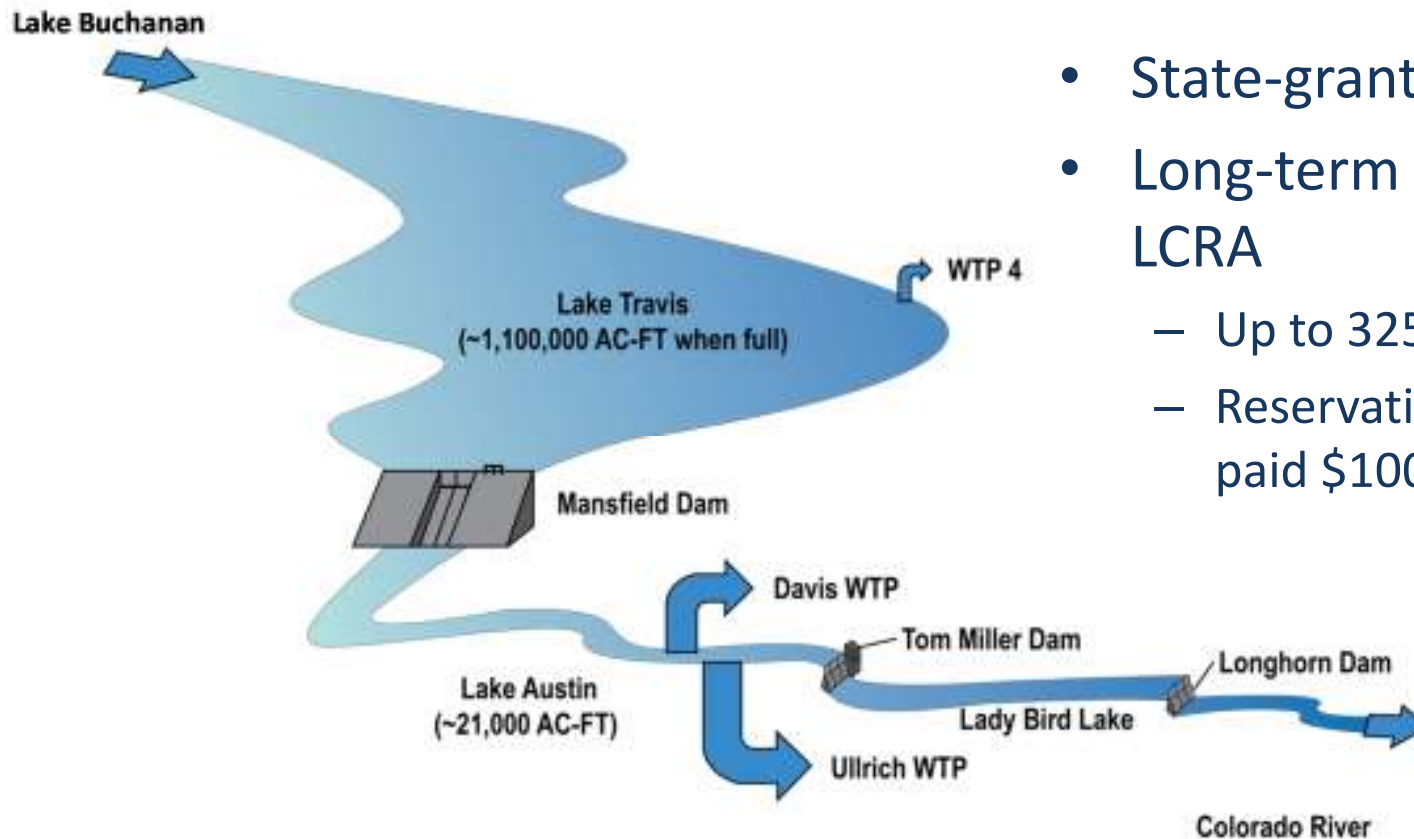 Lake Buchanan
WTP 4
Lake Travis
(~1,100,000 AC-FT when full)
Mansfield Dam
Davis WTP
Tom Miller Dam
Longhorn Dam
Lake Austin
(~21,000 AC-FT)
Lady Bird Lake
Ullrich WTP
Colorado River
• State-grant
• Long-term
LCRA
– Up to 325
– Reservati
paid $100